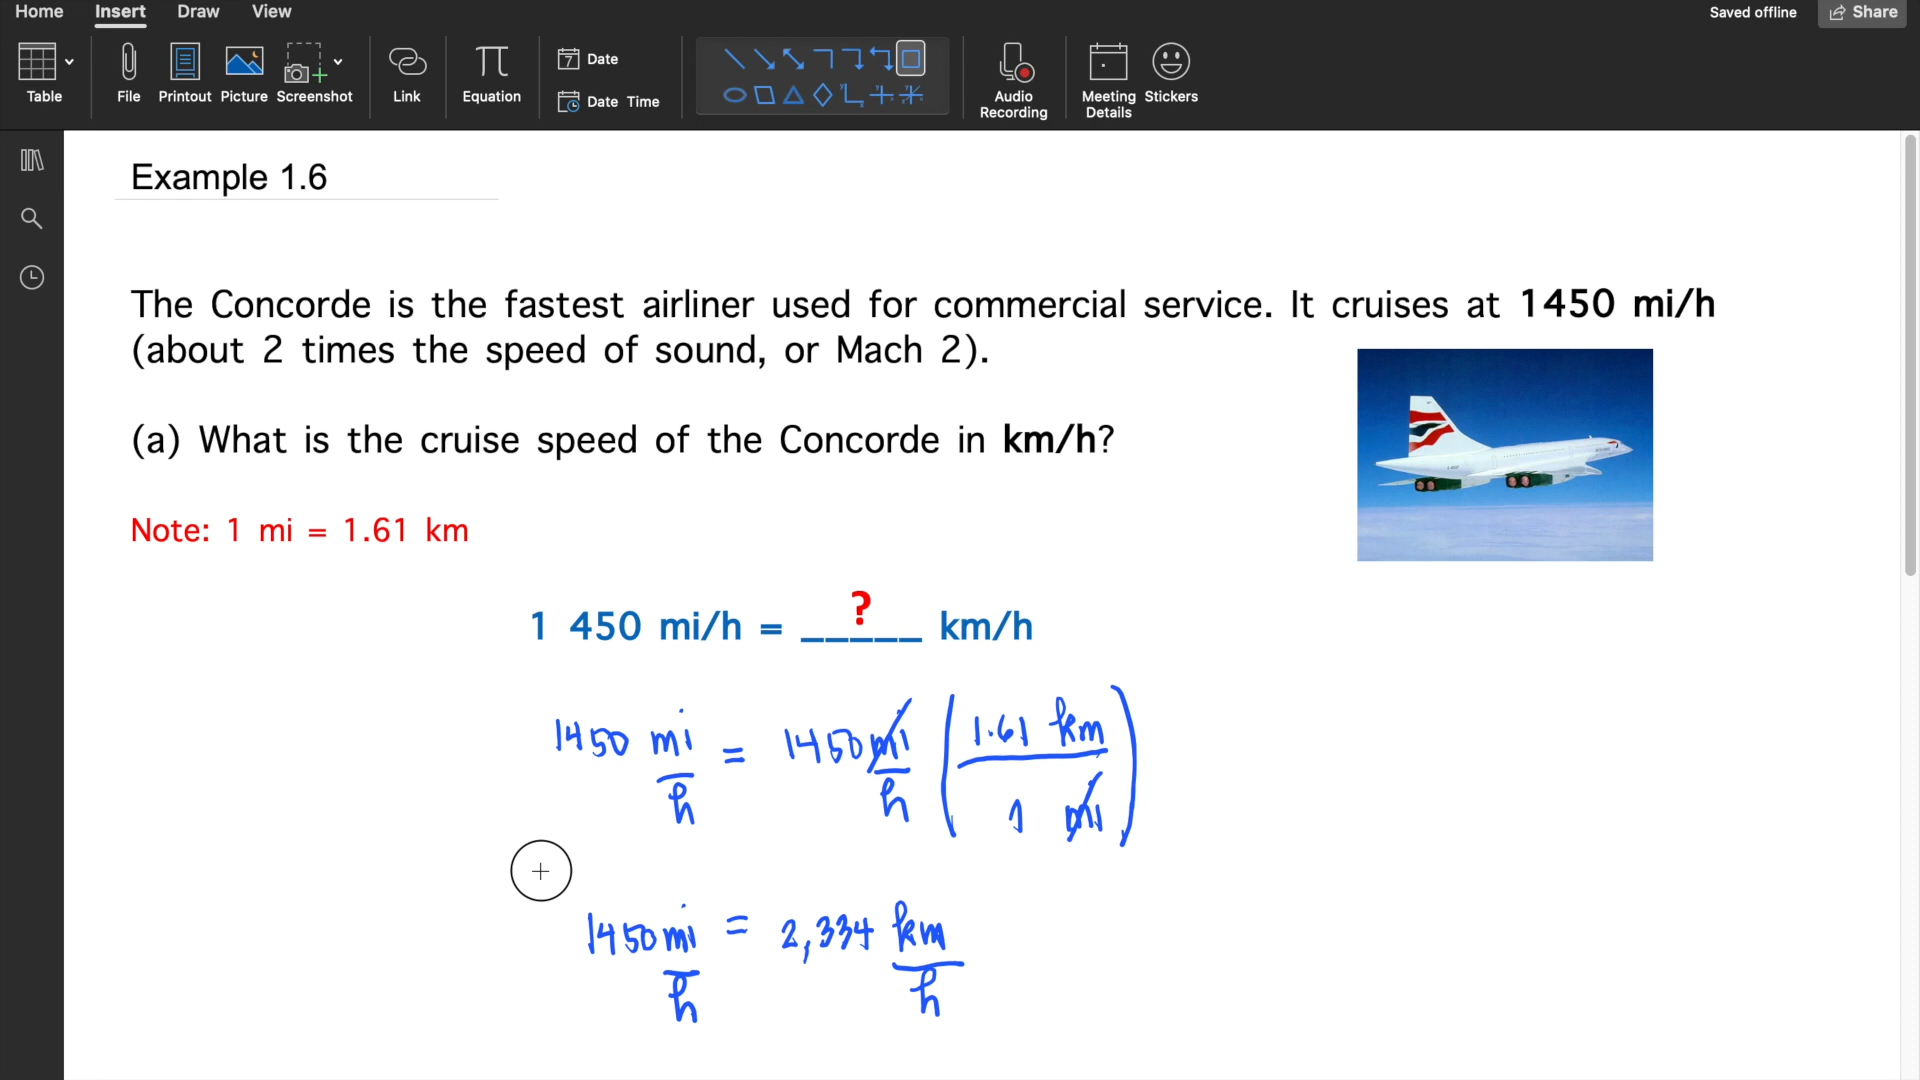 Home Insert Draw View Saved offline Share
Table File Printout Picture Screenshot Link Equation Date Date Time Audio Recording Meeting Details Stickers
Example 1.6
The Concorde is the fastest airliner used for commercial service. It cruises at 1450 mi/h
(about 2 times the speed of sound, or Mach 2).
(a) What is the cruise speed of the Concorde in km/h?
Note: 1 mi = 1.61 km
1 450 mi/h = _____ km/h
?
1450 mi/h = 1450 mi/h (1.61 km / 1 mi)
1450 mi/h = 2,334 km/h